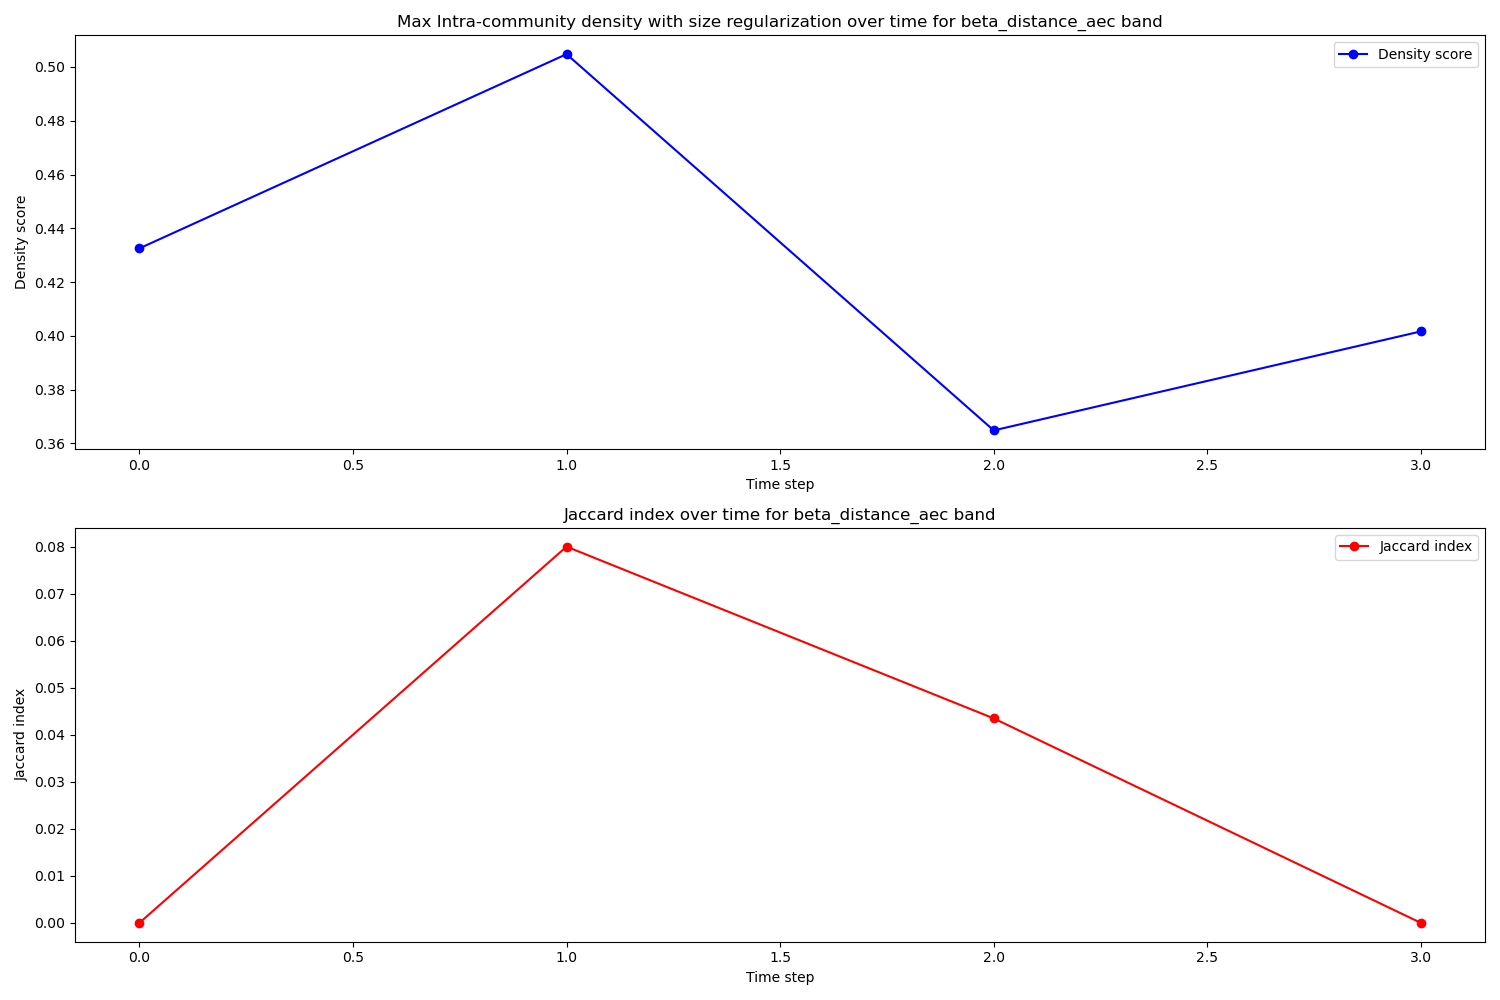 Max Intra-community density with size regularization over time for beta_distance_aec band
Density score
0.50
0.48
0.46
0.44
0.42
0.40
0.38
0.36
Density score
0.0 0.5 1.0 1.5 2.0 2.5 3.0
Time step
Jaccard index over time for beta_distance_aec band
Jaccard index
0.08
0.07
0.06
0.05
0.04
0.03
0.02
0.01
0.00
Jaccard index
0.0 0.5 1.0 1.5 2.0 2.5 3.0
Time step